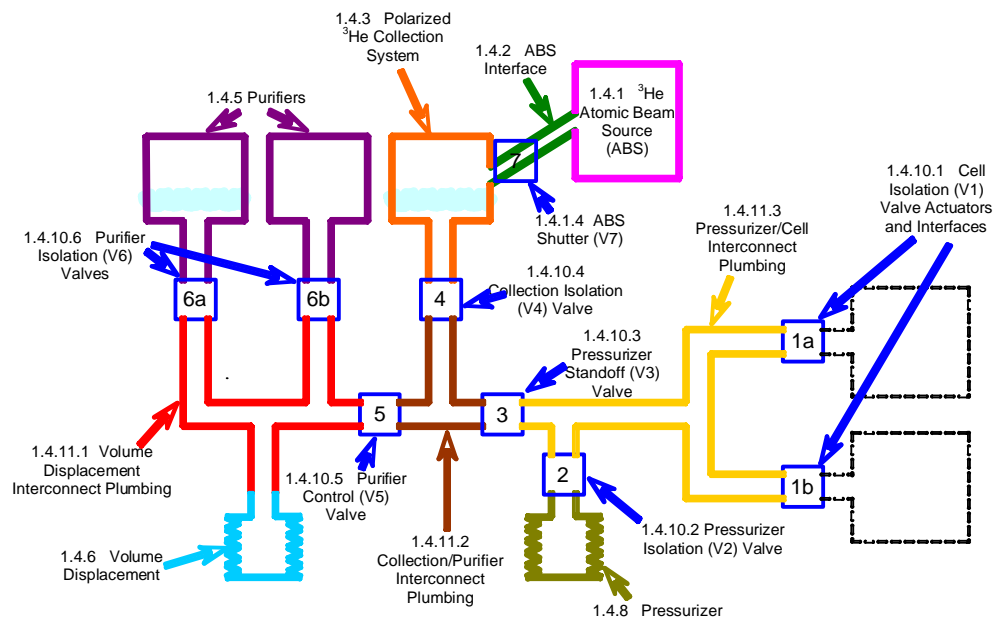 1.4.3 Polarized
³He Collection
System
1.4.2 ABS
Interface
1.4.1 ³He
Atomic Beam
Source
(ABS)
1.4.5 Purifiers
7
1.4.10.1 Cell
Isolation (V1)
Valve Actuators
and Interfaces
1.4.1.4 ABS
Shutter (V7)
1.4.11.3
Pressurizer/Cell
Interconnect
Plumbing
1.4.10.6 Purifier
Isolation (V6)
Valves
1.4.10.4
Collection Isolation
(V4) Valve
6a
6b
4
1.4.10.3
Pressurizer
Standoff (V3)
Valve
1a
5
3
1.4.11.1 Volume
Displacement
Interconnect Plumbing
1.4.10.5 Purifier
Control (V5)
Valve
2
1b
1.4.10.2 Pressurizer
Isolation (V2) Valve
1.4.11.2
Collection/Purifier
Interconnect
Plumbing
1.4.6 Volume
Displacement
1.4.8 Pressurizer